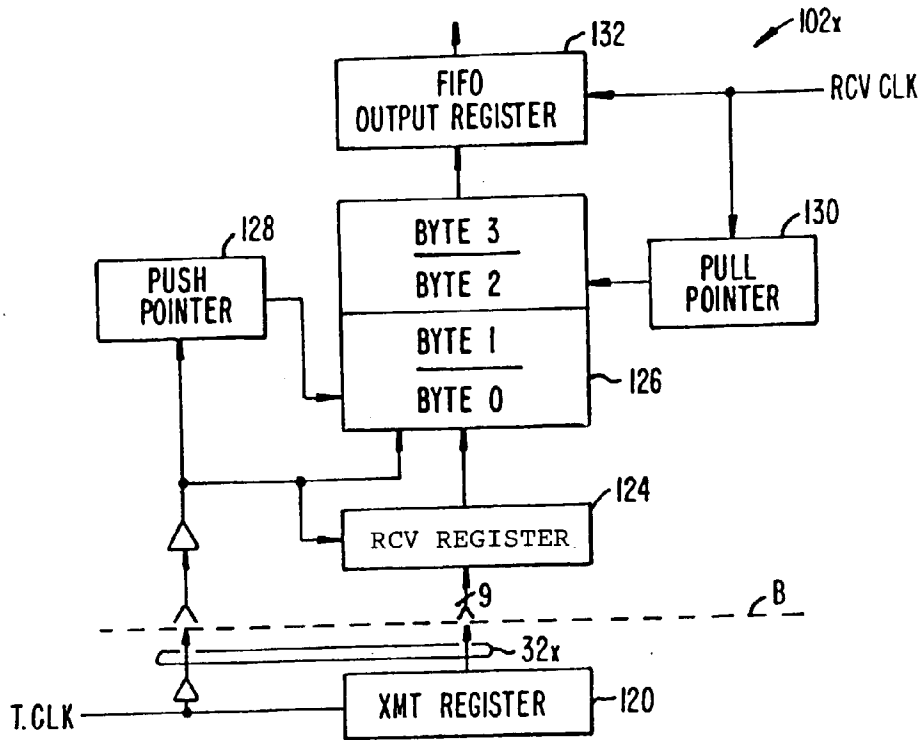 102x
132
FIFO
OUTPUT REGISTER
RCV CLK
128
PUSH
POINTER
BYTE 3
BYTE 2
BYTE 1
BYTE 0
130
PULL
POINTER
126
124
RCV REGISTER
9
B
32x
T.CLK
XMT REGISTER
120